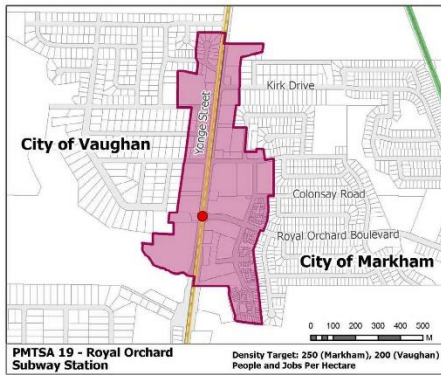 Kirk Drive
Yonge Street
City of Vaughan
Colonsay Road
Royal Orchard Boulevard
City of Markham
0 100 200 300 400 500
M
PMTSA 19 - Royal Orchard
Subway Station
Density Target: 250 (Markham), 200 (Vaughan)
People and Jobs Per Hectare